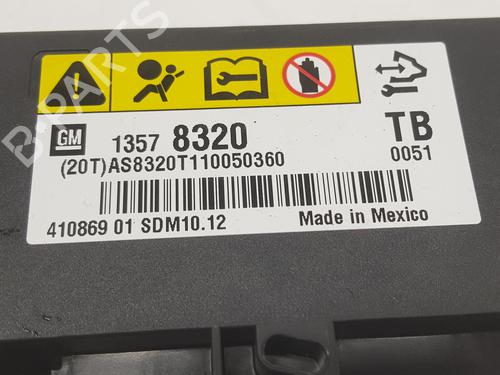 B-PARTS
GM 1357 8320 TB
(20T)AS8320T110050360 0051
410869 01 SDM10.12 Made in Mexico